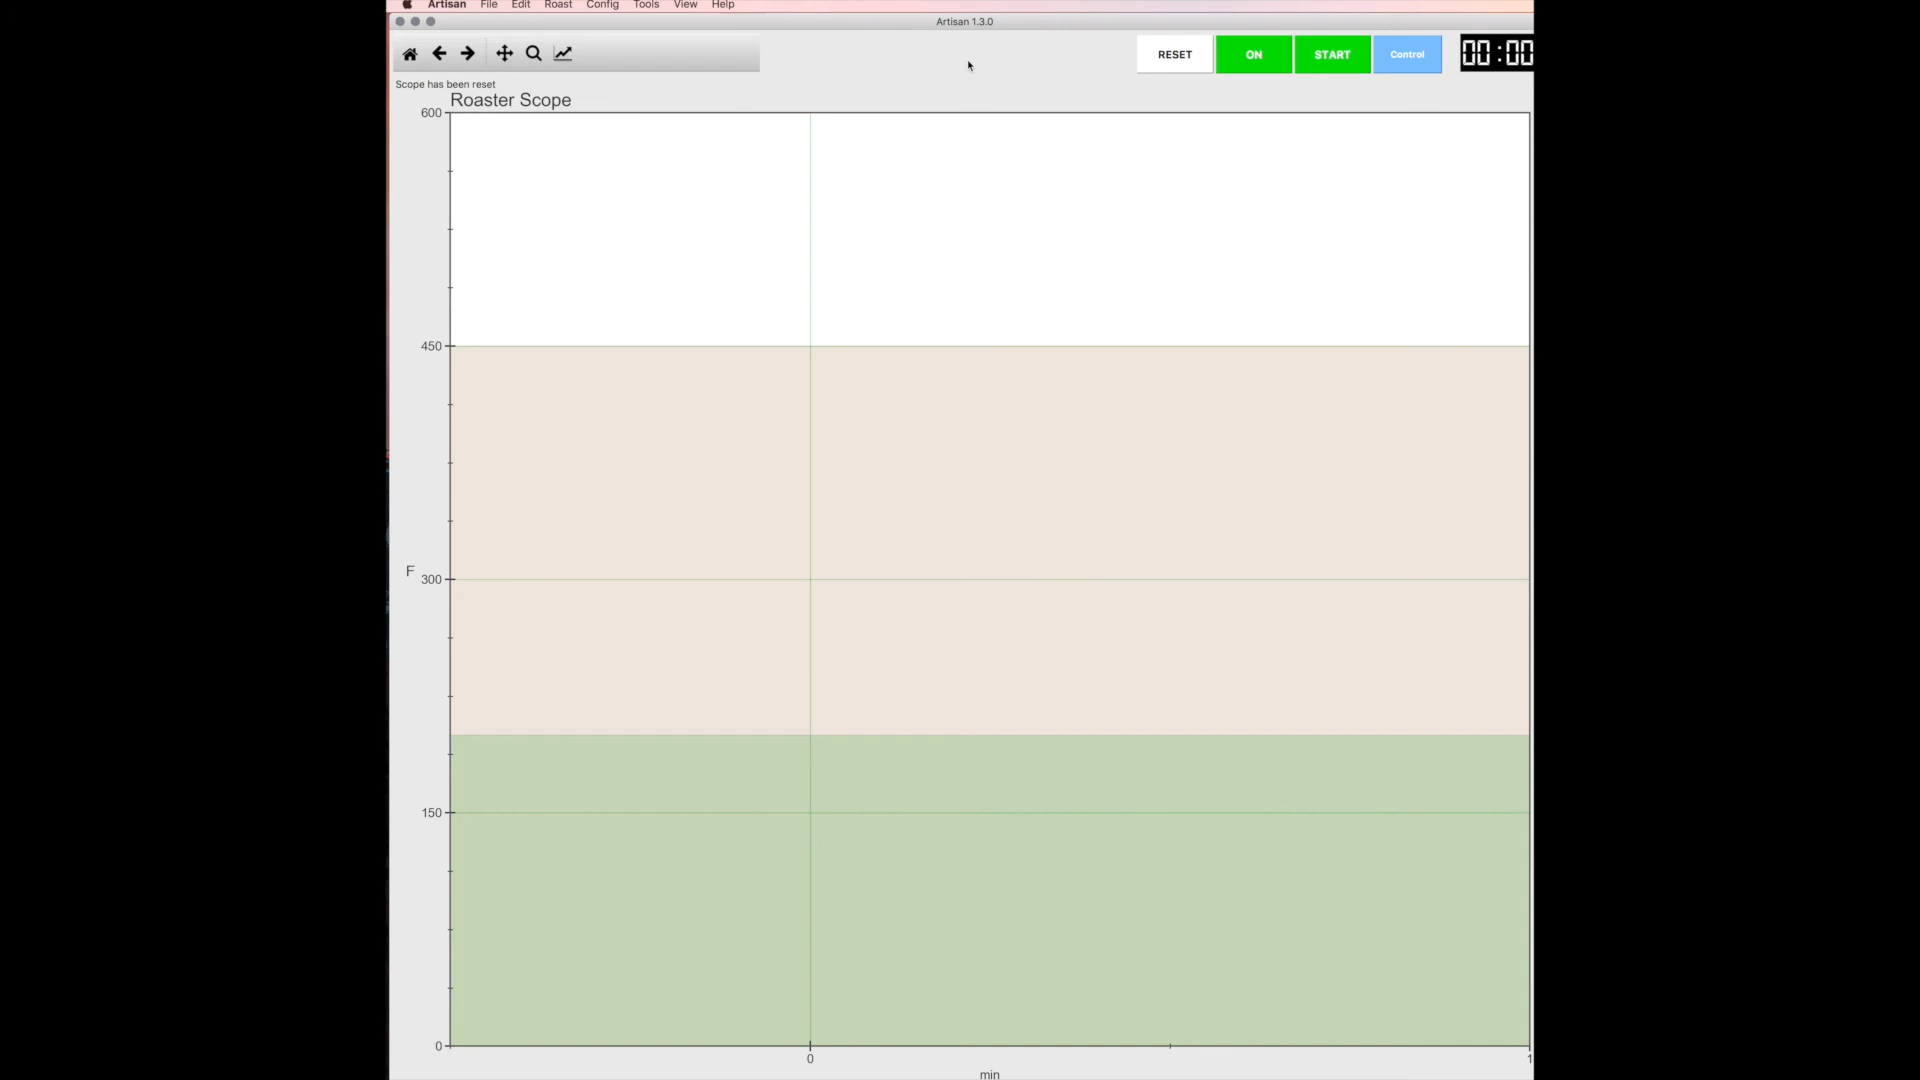 Artisan File Edit Roast Config Tools View Help
Artisan 1.3.0
RESET ON START Control 00:00
Scope has been reset
Roaster Scope
600
450
F 300
150
0
0 1
min